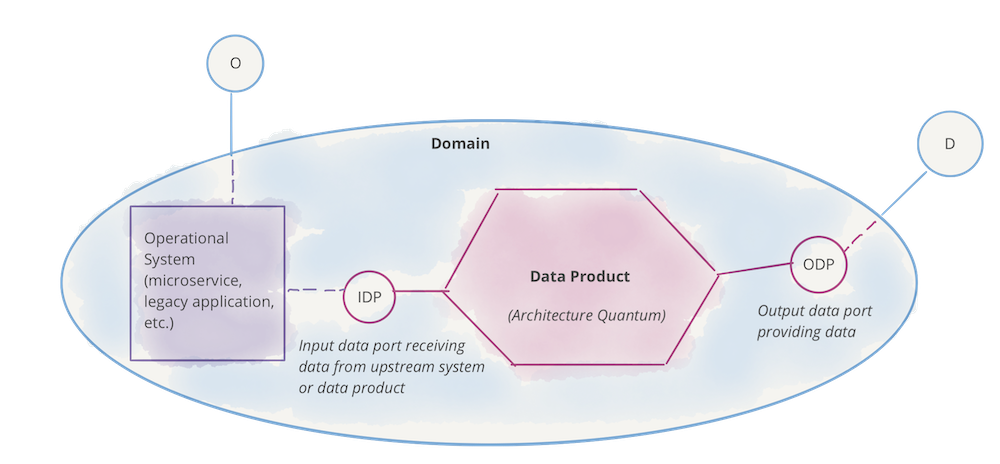 O
Domain
D
Operational
System
(microservice,
legacy application,
etc.)
IDP
Input data port receiving
data from upstream system
or data product
Data Product
(Architecture Quantum)
ODP
Output data port
providing data